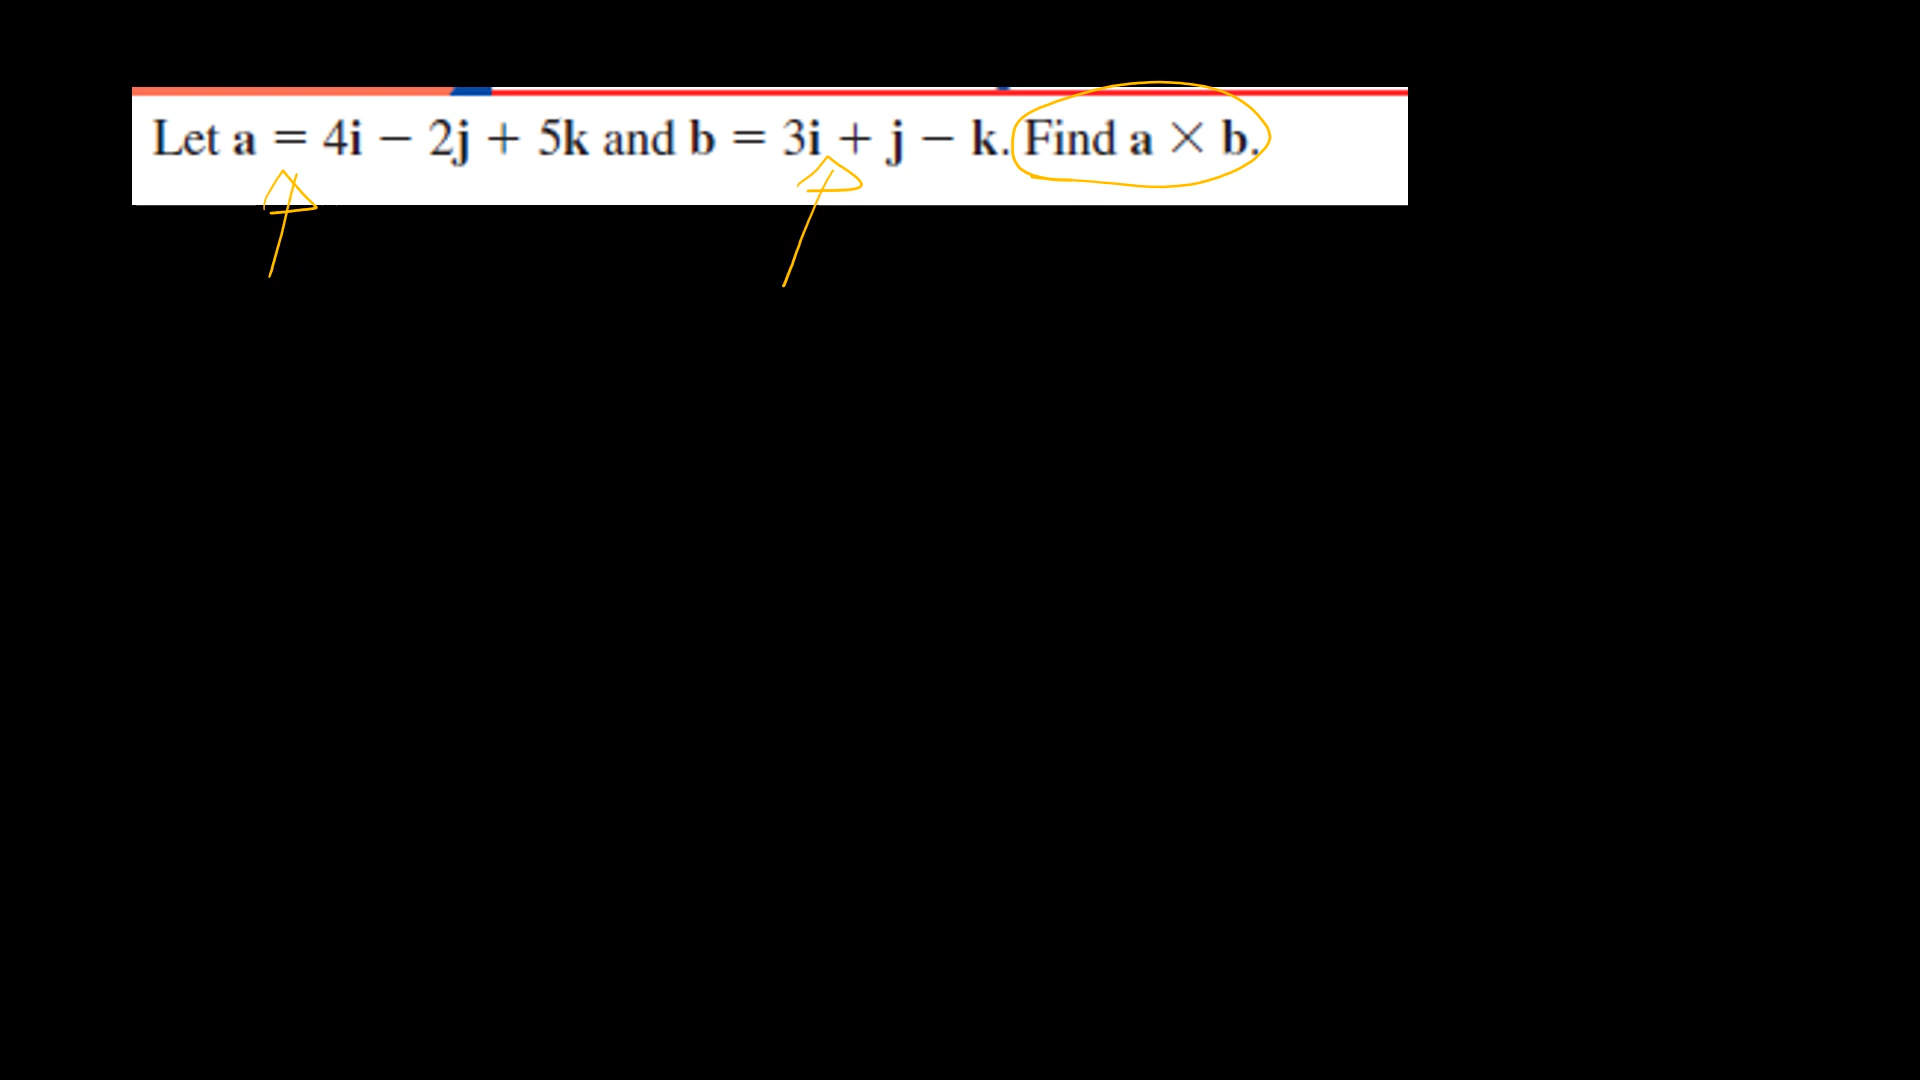 Let a = 4i − 2j + 5k and b = 3i + j − k. Find a × b.